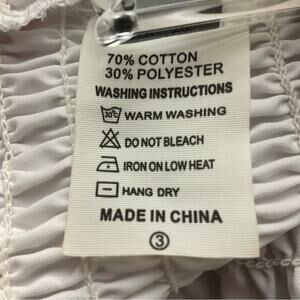 70% COTTON
30% POLYESTER
WASHING INSTRUCTIONS
30℃ WARM WASHING
DO NOT BLEACH
IRON ON LOW HEAT
HANG DRY
MADE IN CHINA
3